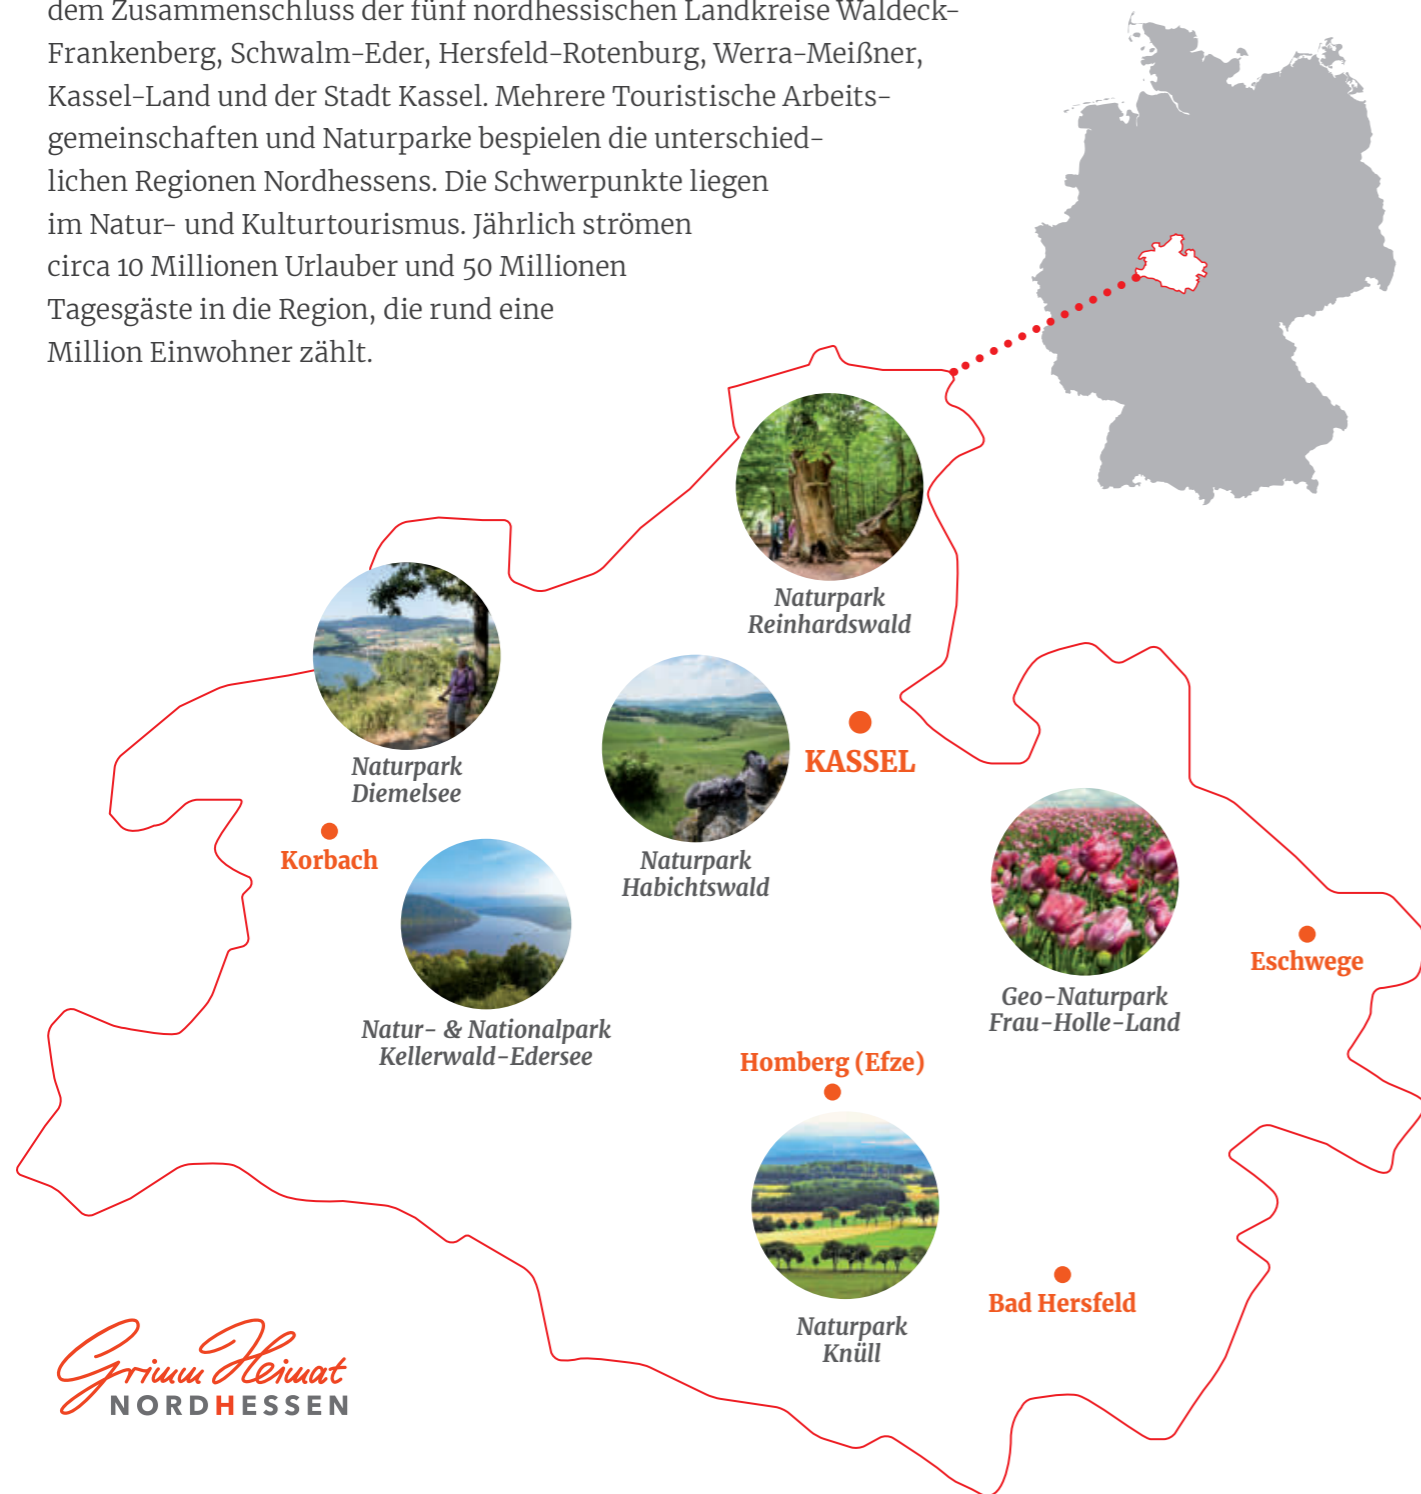 dem Zusammenschluss der fünf nordhessischen Landkreise Waldeck-
Frankenberg, Schwalm-Eder, Hersfeld-Rotenburg, Werra-Meißner,
Kassel-Land und der Stadt Kassel. Mehrere Touristische Arbeits-
gemeinschaften und Naturparke bespielen die unterschied-
lichen Regionen Nordhessens. Die Schwerpunkte liegen
im Natur- und Kulturtourismus. Jährlich strömen
circa 10 Millionen Urlauber und 50 Millionen
Tagesgäste in die Region, die rund eine
Million Einwohner zählt.
Naturpark
Reinhardswald
Naturpark
Diemelsee
KASSEL
Korbach
Naturpark
Habichtswald
Eschwege
Natur- & Nationalpark
Kellerwald-Edersee
Geo-Naturpark
Frau-Holle-Land
Homberg (Efze)
Bad Hersfeld
Naturpark
Knüll
Grimm Heimat
NORDHESSEN